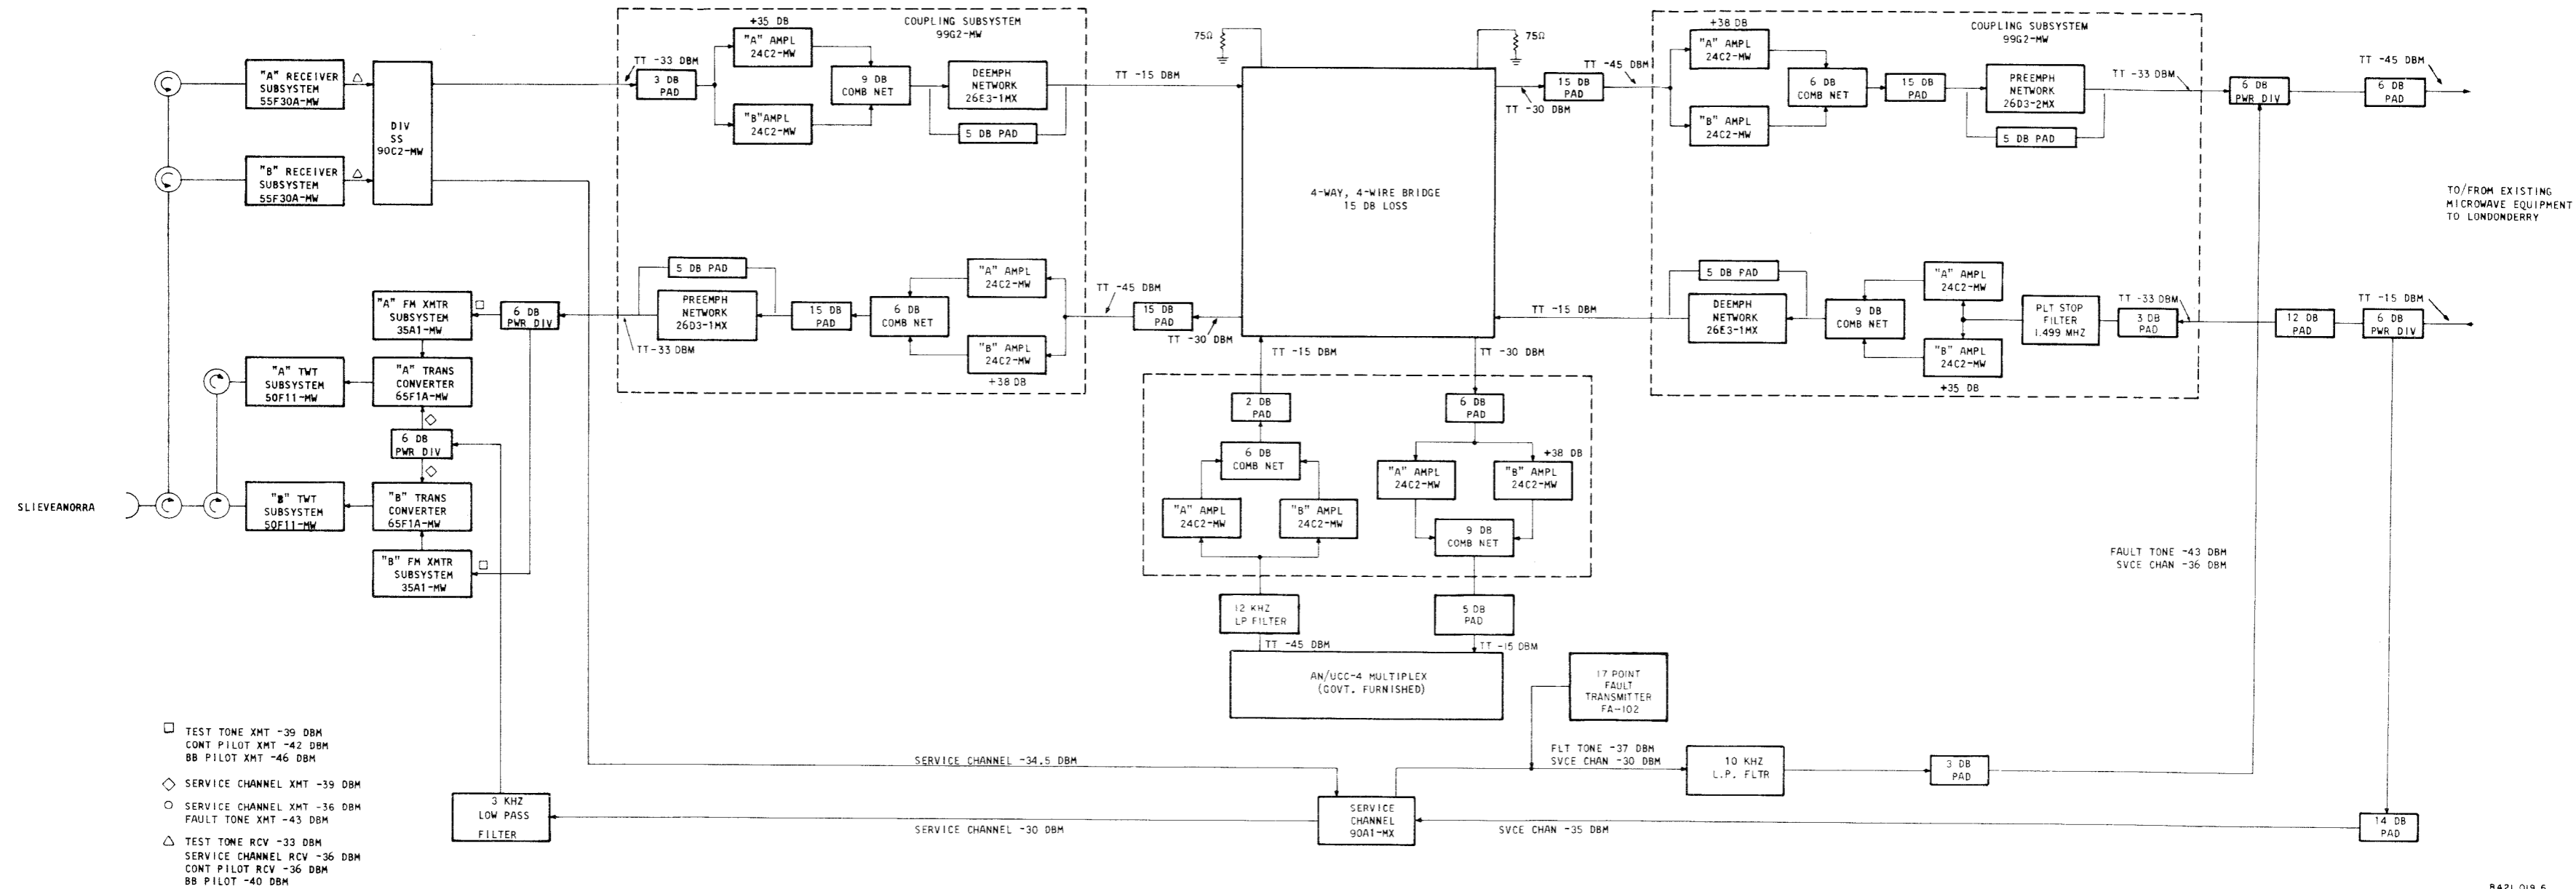 +35 DB
COUPLING SUBSYSTEM
99G2-MW
"A" RECEIVER
SUBSYSTEM
55F30A-MW
"B" RECEIVER
SUBSYSTEM
55F30A-MW
DIV
SS
90C2-MW
TT -33 DBM
3 DB
PAD
"A" AMPL
24C2-MW
"B"AMPL
24C2-MW
9 DB
COMB NET
DEEMPH
NETWORK
26E3-1MX
5 DB PAD
TT -15 DBM
75Ω
75Ω
4-WAY, 4-WIRE BRIDGE
15 DB LOSS
TT -30 DBM
15 DB
PAD
TT -45 DBM
+38 DB
COUPLING SUBSYSTEM
99G2-MW
"A" AMPL
24C2-MW
"B" AMPL
24C2-MW
6 DB
COMB NET
15 DB
PAD
PREEMPH
NETWORK
26D3-2MX
5 DB PAD
TT -33 DBM
6 DB
PWR DIV
TT -45 DBM
6 DB
PAD
TO/FROM EXISTING
MICROWAVE EQUIPMENT
TO LONDONDERRY
"A" FM XMTR
SUBSYSTEM
35A1-MW
6 DB
PWR DIV
5 DB PAD
PREEMPH
NETWORK
26D3-1MX
TT-33 DBM
15 DB
PAD
6 DB
COMB NET
"A" AMPL
24C2-MW
"B" AMPL
24C2-MW
+38 DB
TT -45 DBM
15 DB
PAD
TT -30 DBM
TT -15 DBM
5 DB PAD
DEEMPH
NETWORK
26E3-1MX
9 DB
COMB NET
"A" AMPL
24C2-MW
"B" AMPL
24C2-MW
+35 DB
PLT STOP
FILTER
1.499 MHZ
3 DB
PAD
TT -33 DBM
12 DB
PAD
6 DB
PWR DIV
TT -15 DBM
"A" TWT
SUBSYSTEM
50F11-MW
"A" TRANS
CONVERTER
65F1A-MW
6 DB
PWR DIV
SLIEVEANORRA
"B" TWT
SUBSYSTEM
50F11-MW
"B" TRANS
CONVERTER
65F1A-MW
"B" FM XMTR
SUBSYSTEM
35A1-MW
TT -15 DBM
TT -30 DBM
2 DB
PAD
6 DB
PAD
6 DB
COMB NET
"A" AMPL
24C2-MW
"B" AMPL
24C2-MW
+38 DB
"A" AMPL
24C2-MW
"B" AMPL
24C2-MW
9 DB
COMB NET
12 KHZ
LP FILTER
5 DB
PAD
TT -45 DBM
TT -15 DBM
AN/UCC-4 MULTIPLEX
(GOVT. FURNISHED)
17 POINT
FAULT
TRANSMITTER
FA-102
FAULT TONE -43 DBM
SVCE CHAN -36 DBM
FLT TONE -37 DBM
SVCE CHAN -30 DBM
10 KHZ
L.P. FLTR
3 DB
PAD
SERVICE CHANNEL -34.5 DBM
3 KHZ
LOW PASS
FILTER
SERVICE CHANNEL -30 DBM
SERVICE
CHANNEL
90A1-MX
SVCE CHAN -35 DBM
14 DB
PAD
TEST TONE XMT -39 DBM
CONT PILOT XMT -42 DBM
BB PILOT XMT -46 DBM
SERVICE CHANNEL XMT -39 DBM
SERVICE CHANNEL XMT -36 DBM
FAULT TONE XMT -43 DBM
TEST TONE RCV -33 DBM
SERVICE CHANNEL RCV -36 DBM
CONT PILOT RCV -36 DBM
BB PILOT -40 DBM
8421 019 6